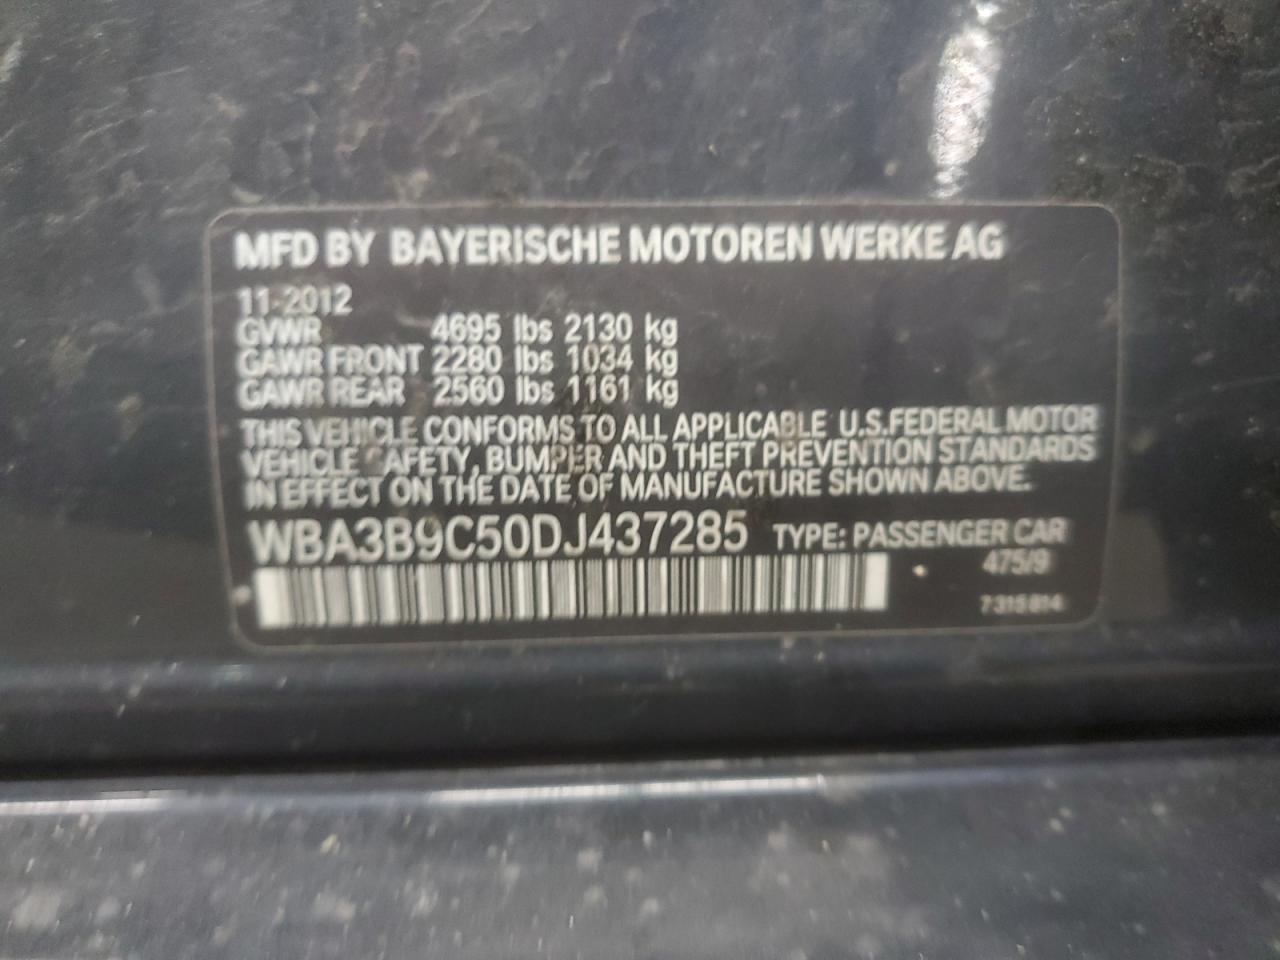 MFD BY BAYERISCHE MOTOREN WERKE AG
11-2012
GVWR 4695 lbs 2130 kg
GAWR FRONT 2280 lbs 1034 kg
GAWR REAR 2560 lbs 1161 kg
THIS VEHICLE CONFORMS TO ALL APPLICABLE U.S.FEDERAL MOTOR
VEHICLE SAFETY, BUMPER AND THEFT PREVENTION STANDARDS
IN EFFECT ON THE DATE OF MANUFACTURE SHOWN ABOVE.
WBA3B9C50DJ437285 TYPE: PASSENGER CAR
475/9
7315814